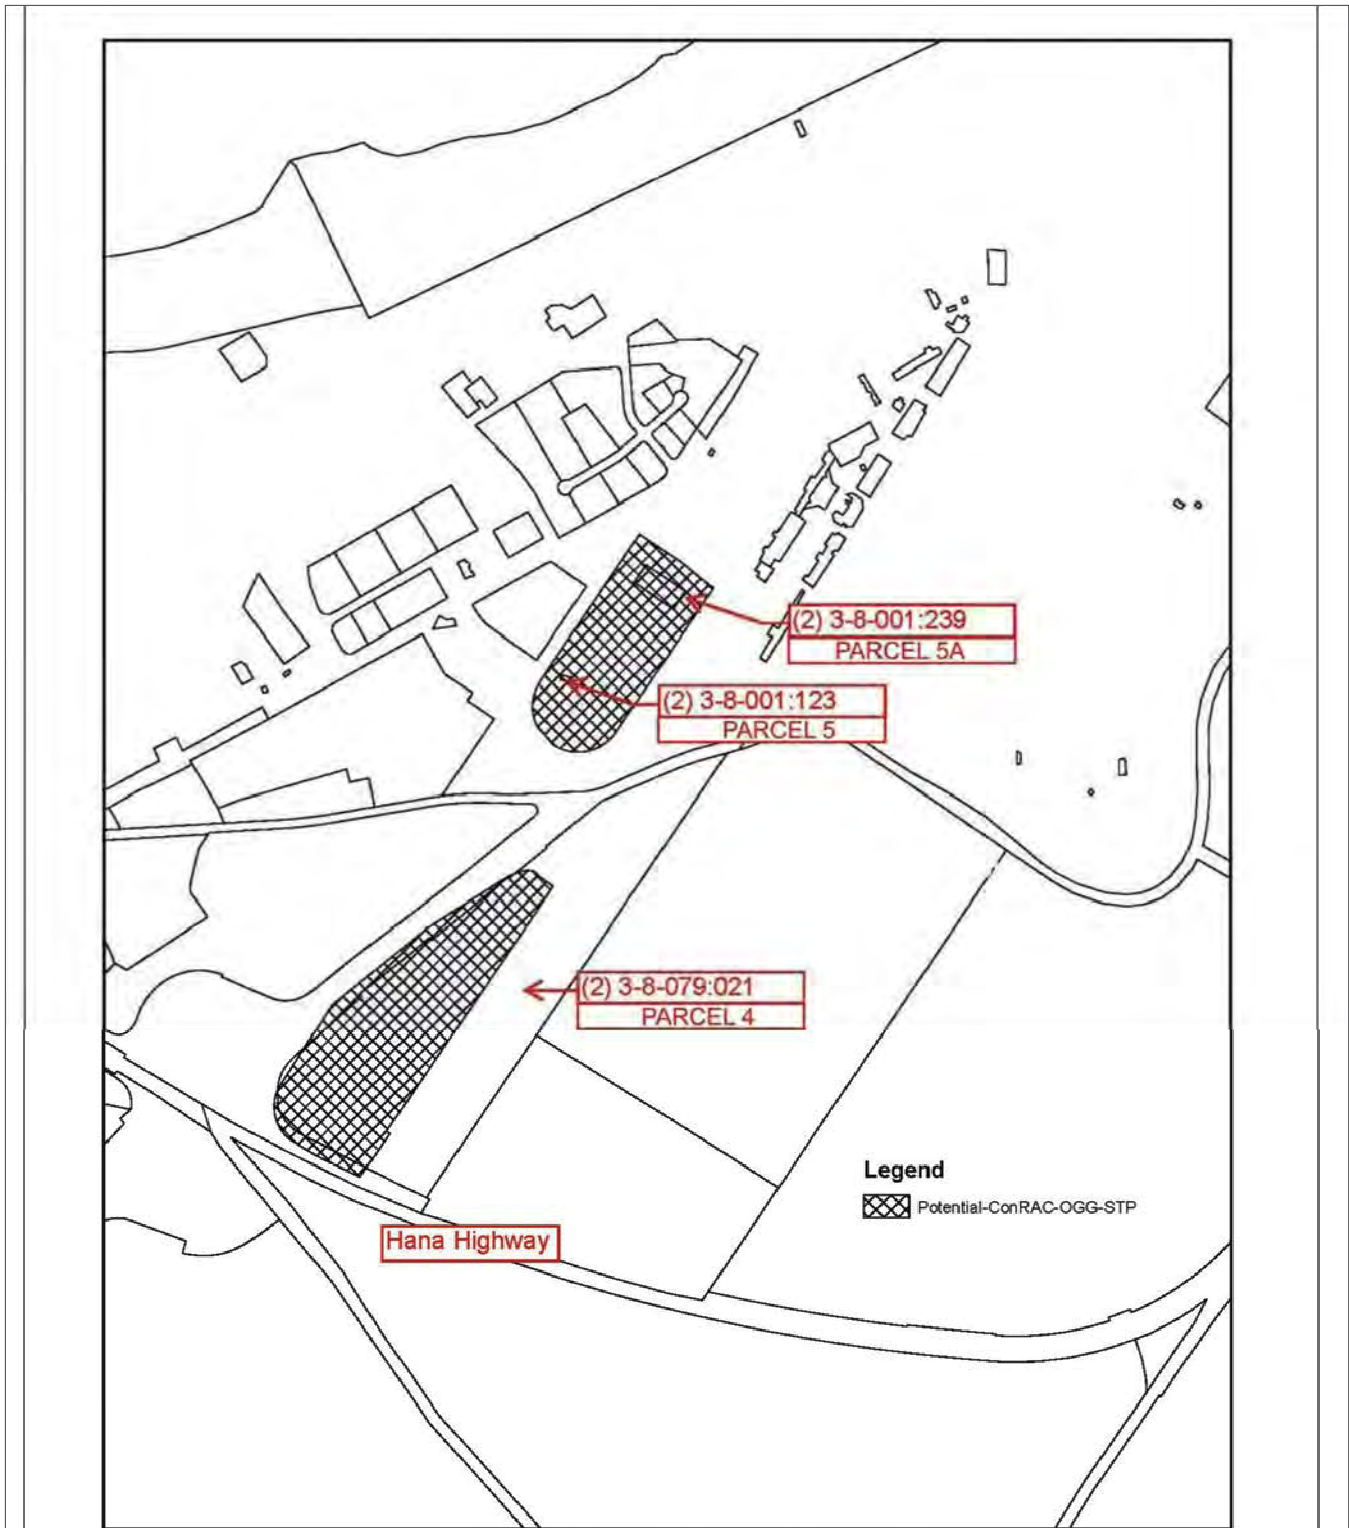 (2) 3-8-001:239
PARCEL 5A
(2) 3-8-001:123
PARCEL 5
(2) 3-8-079:021
PARCEL 4
Legend
Potential-ConRAC-OGG-STP
Hana Highway